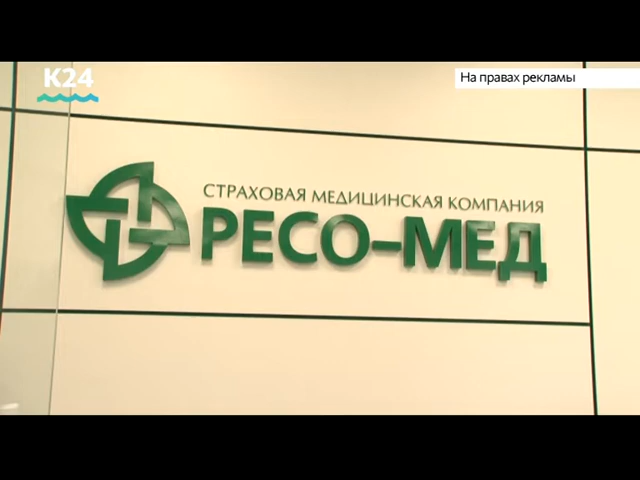 К24
На правах рекламы
СТРАХОВАЯ МЕДИЦИНСКАЯ КОМПАНИЯ
РЕСО-МЕД